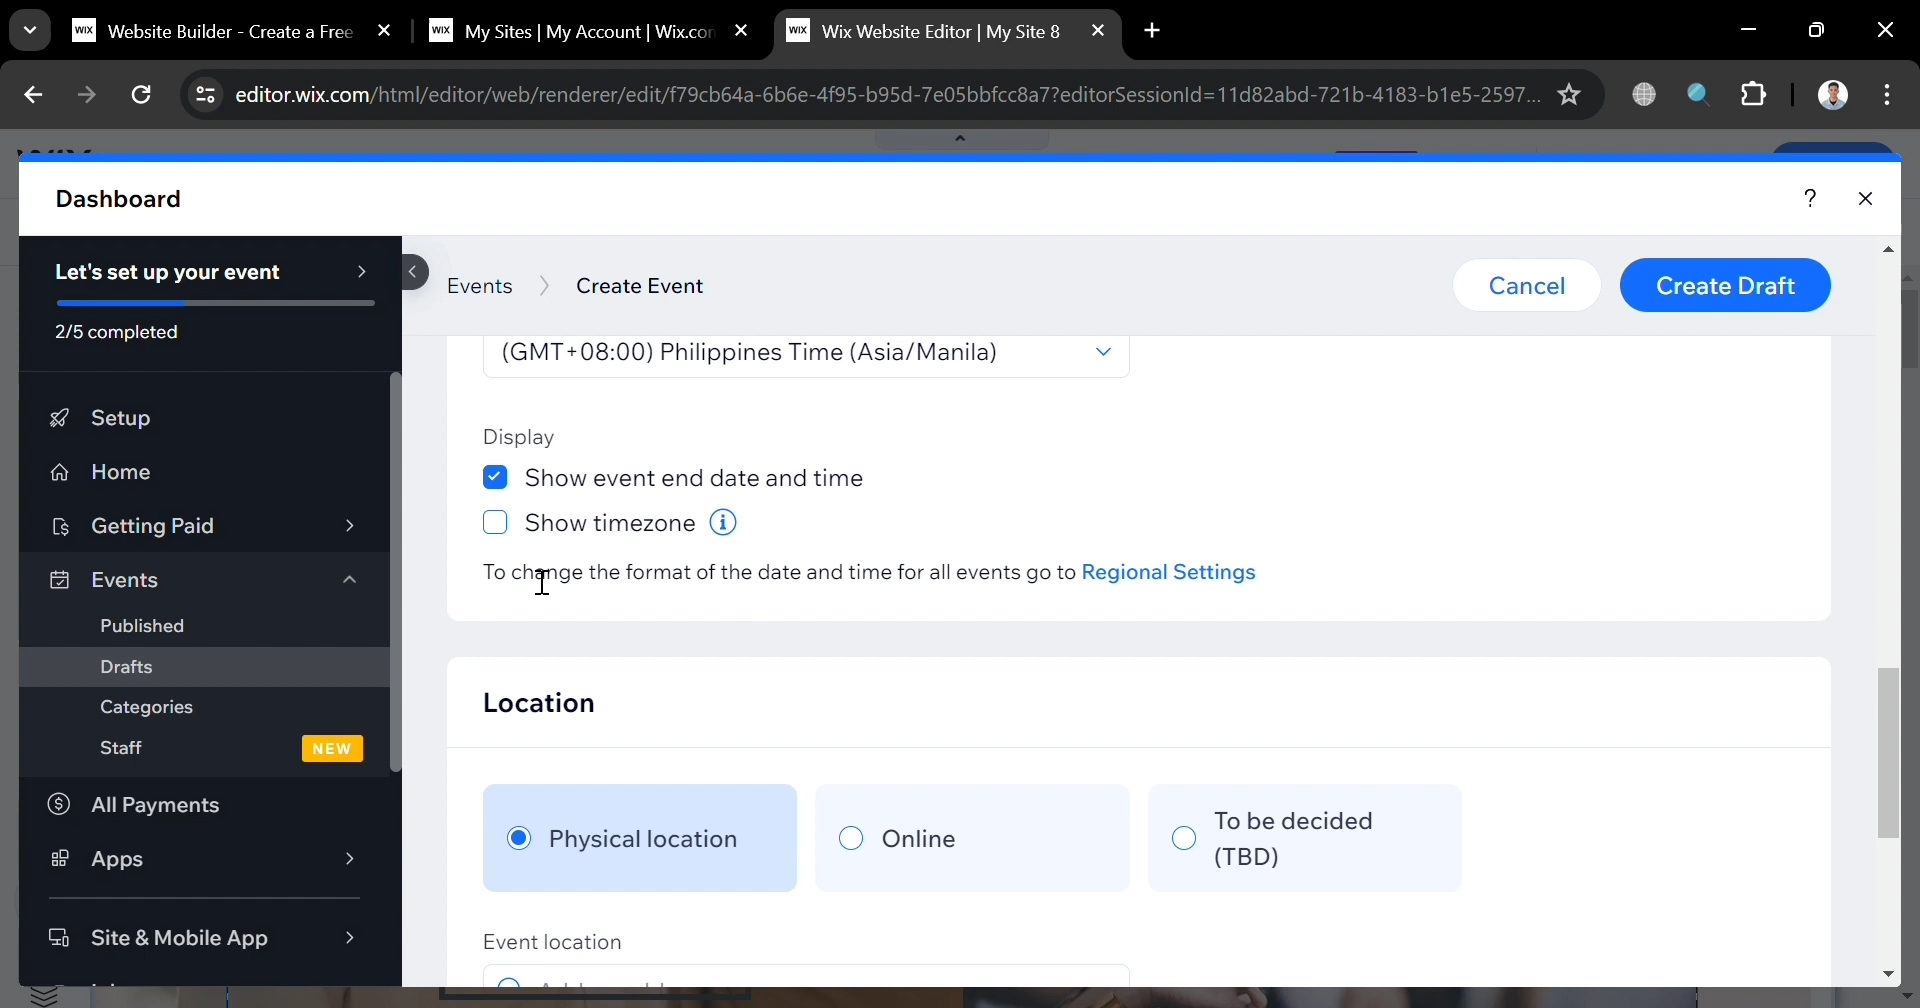 WIX Website Builder - Create a Free
WIX My Sites | My Account | Wix.con
WIX Wix Website Editor | My Site 8
editor.wix.com/html/editor/web/renderer/edit/f79cb64a-6b6e-4f95-b95d-7e05bbfcc8a7?editorSessionId=11d82abd-721b-4183-b1e5-2597...
Dashboard
?
Let's set up your event
2/5 completed
Setup
Home
Getting Paid
Events
Published
Drafts
Categories
Staff NEW
All Payments
Apps
Site & Mobile App
Events Create Event
Cancel
Create Draft
(GMT+08:00) Philippines Time (Asia/Manila)
Display
Show event end date and time
Show timezone
To change the format of the date and time for all events go to Regional Settings
Location
Physical location
Online
To be decided
(TBD)
Event location